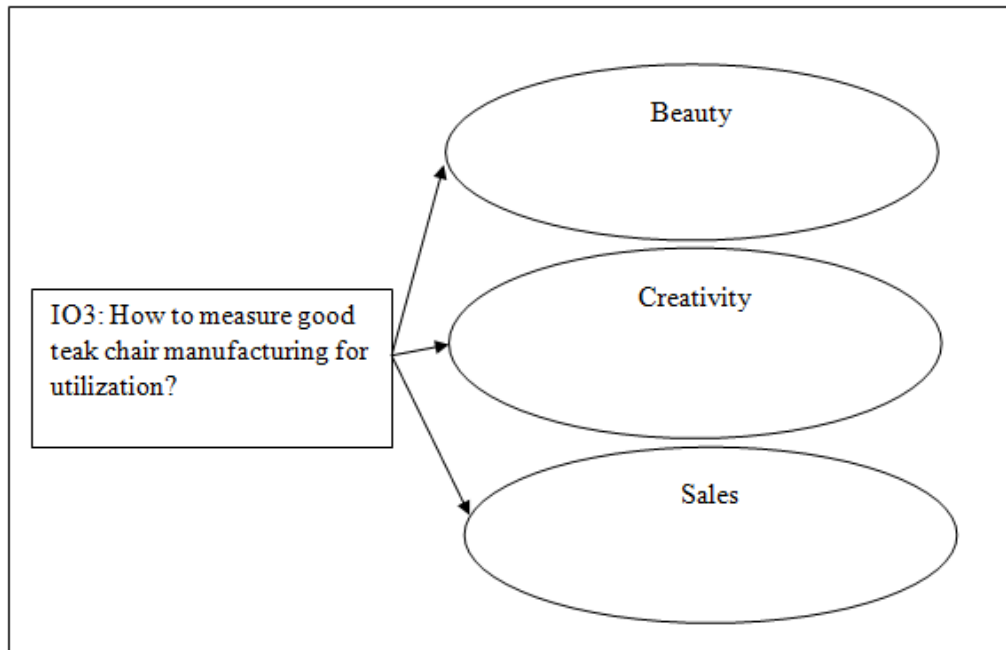 Beauty
Creativity
IO3: How to measure good
teak chair manufacturing for
utilization?
Sales